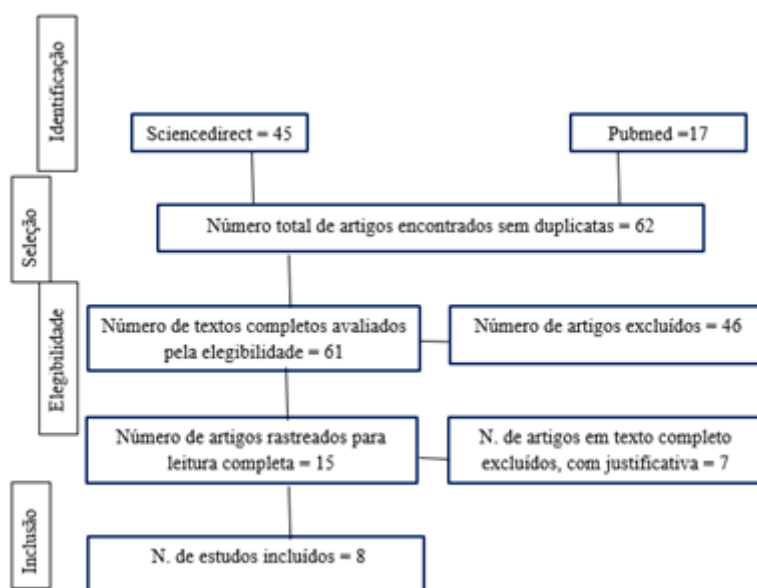 Identificação
Sciencedirect = 45
Pubmed =17
Seleção
Número total de artigos encontrados sem duplicatas = 62
Elegibilidade
Número de textos completos avaliados
pela elegibilidade = 61
Número de artigos excluídos = 46
Número de artigos rastreados para
leitura completa = 15
N. de artigos em texto completo
excluídos, com justificativa = 7
Inclusão
N. de estudos incluídos = 8